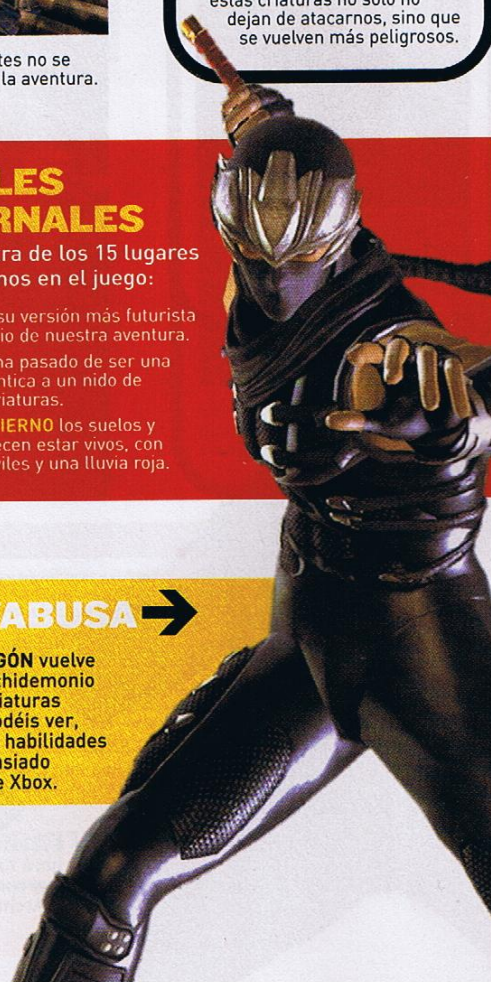 estas criaturas no solo no
dejan de atacarnos, sino que
se vuelven más peligrosos.
tes no se
la aventura.
LES
RNALES
ra de los 15 lugares
nos en el juego:
su versión más futurista
io de nuestra aventura.
na pasado de ser una
ntica a un nido de
riaturas.
IERNO los suelos y
ecen estar vivos, con
viles y una lluvia roja.
ABUSA
GÓN vuelve
chidemonio
iaturas
odéis ver,
habilidades
asiado
e Xbox.